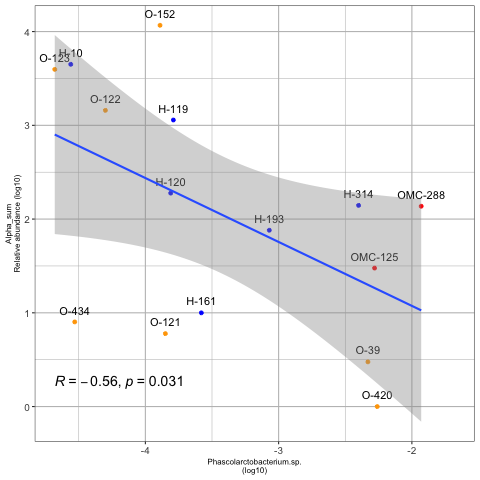 O-152
H-10
O-123
O-122
H-119
H-120
H-314
OMC-288
H-193
OMC-125
O-434
H-161
O-121
O-39
O-420
R = −0.56, p = 0.031
4
3
2
1
0
-4
-3
-2
Alpha_sum
Relative abundance (log10)
Phascolarctobacterium.sp.
(log10)